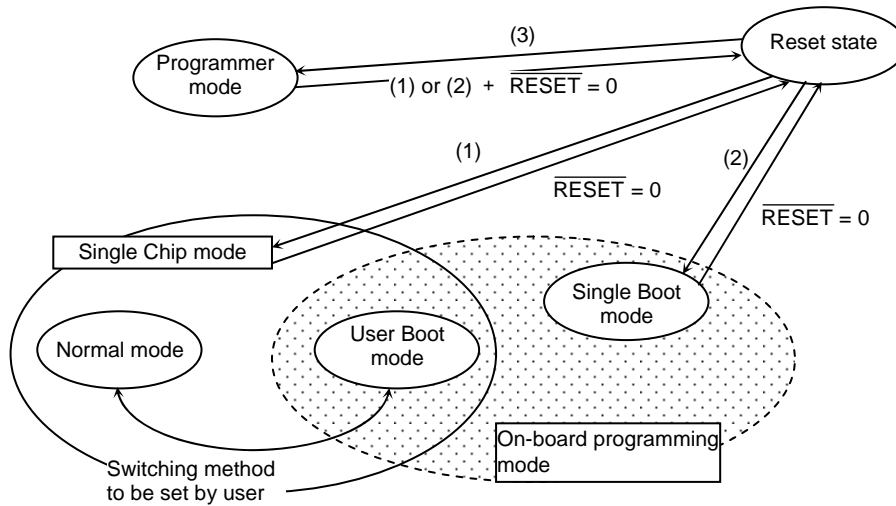 (3)
Reset state
Programmer
mode
(1) or (2) + RESET = 0
(1)
(2)
RESET = 0
RESET = 0
Single Chip mode
Single Boot
mode
Normal mode
User Boot
mode
On-board programming
mode
Switching method
to be set by user